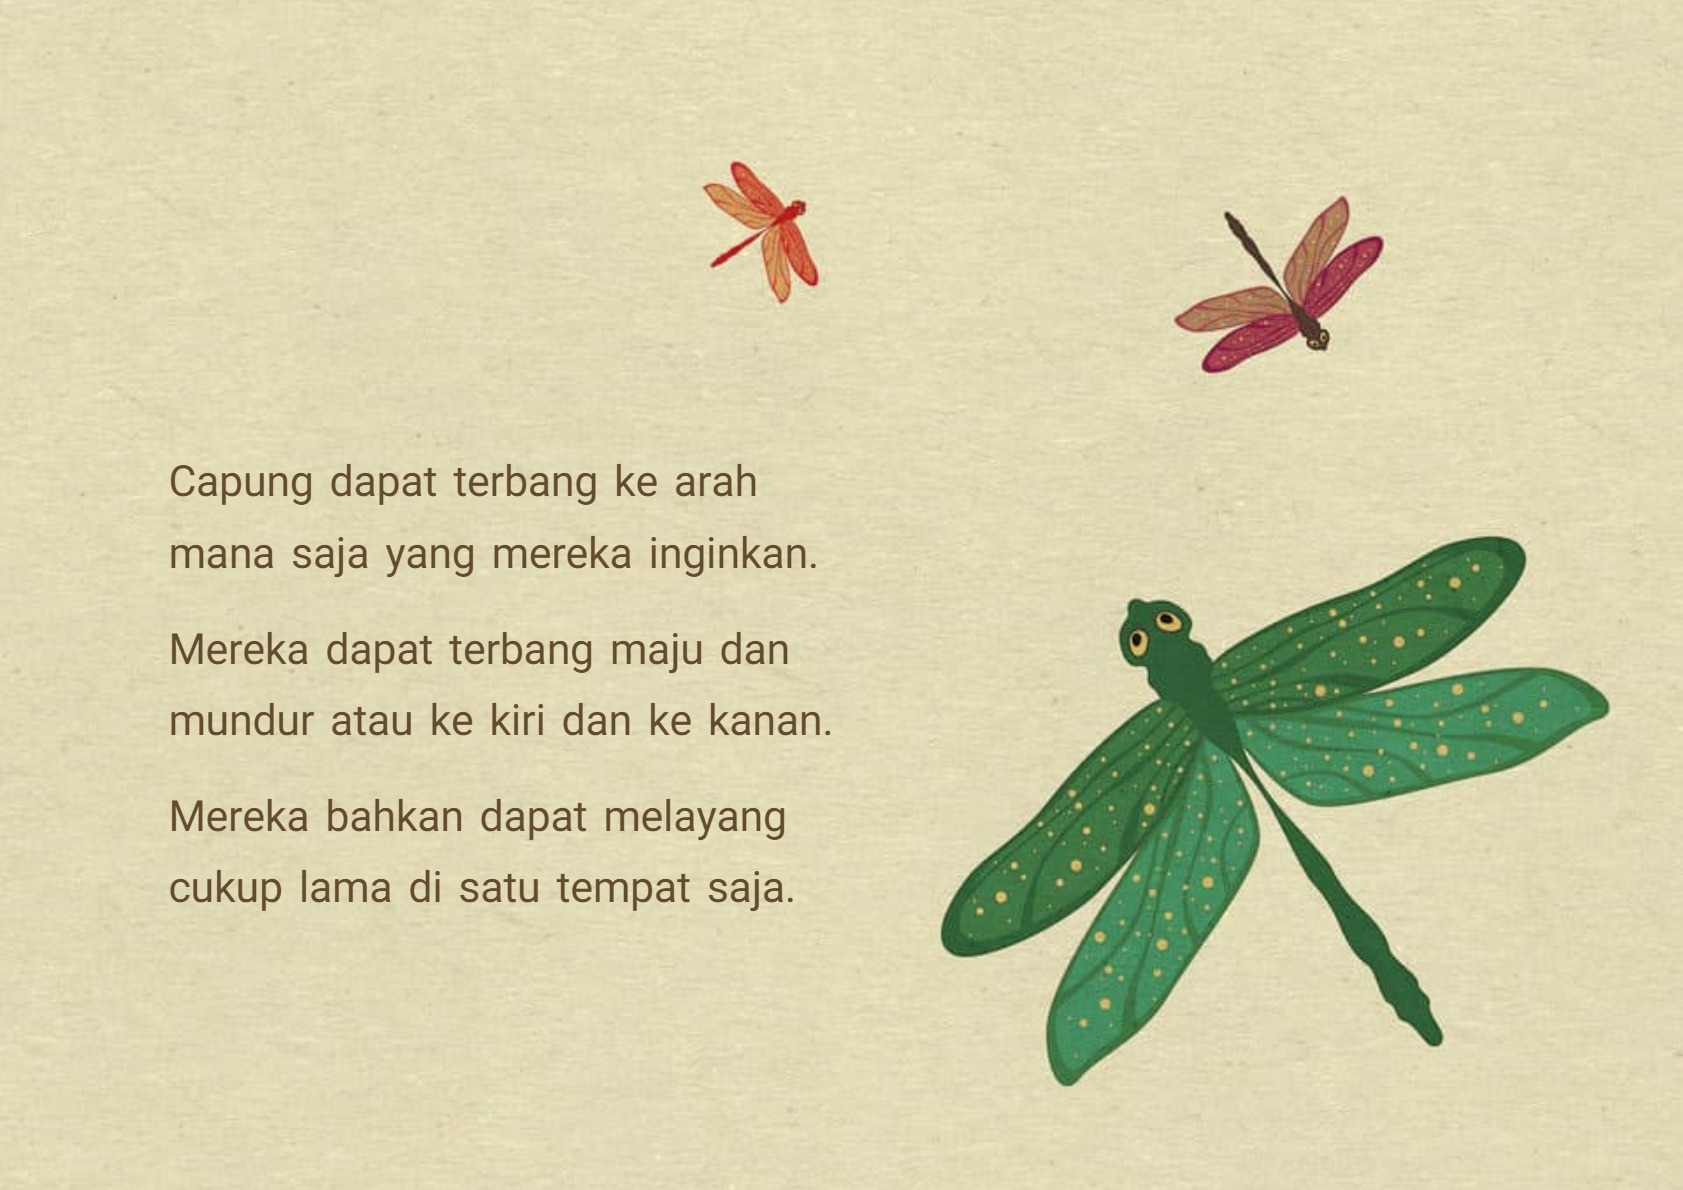 Capung dapat terbang ke arah
mana saja yang mereka inginkan.
Mereka dapat terbang maju dan
mundur atau ke kiri dan ke kanan.
Mereka bahkan dapat melayang
cukup lama di satu tempat saja.